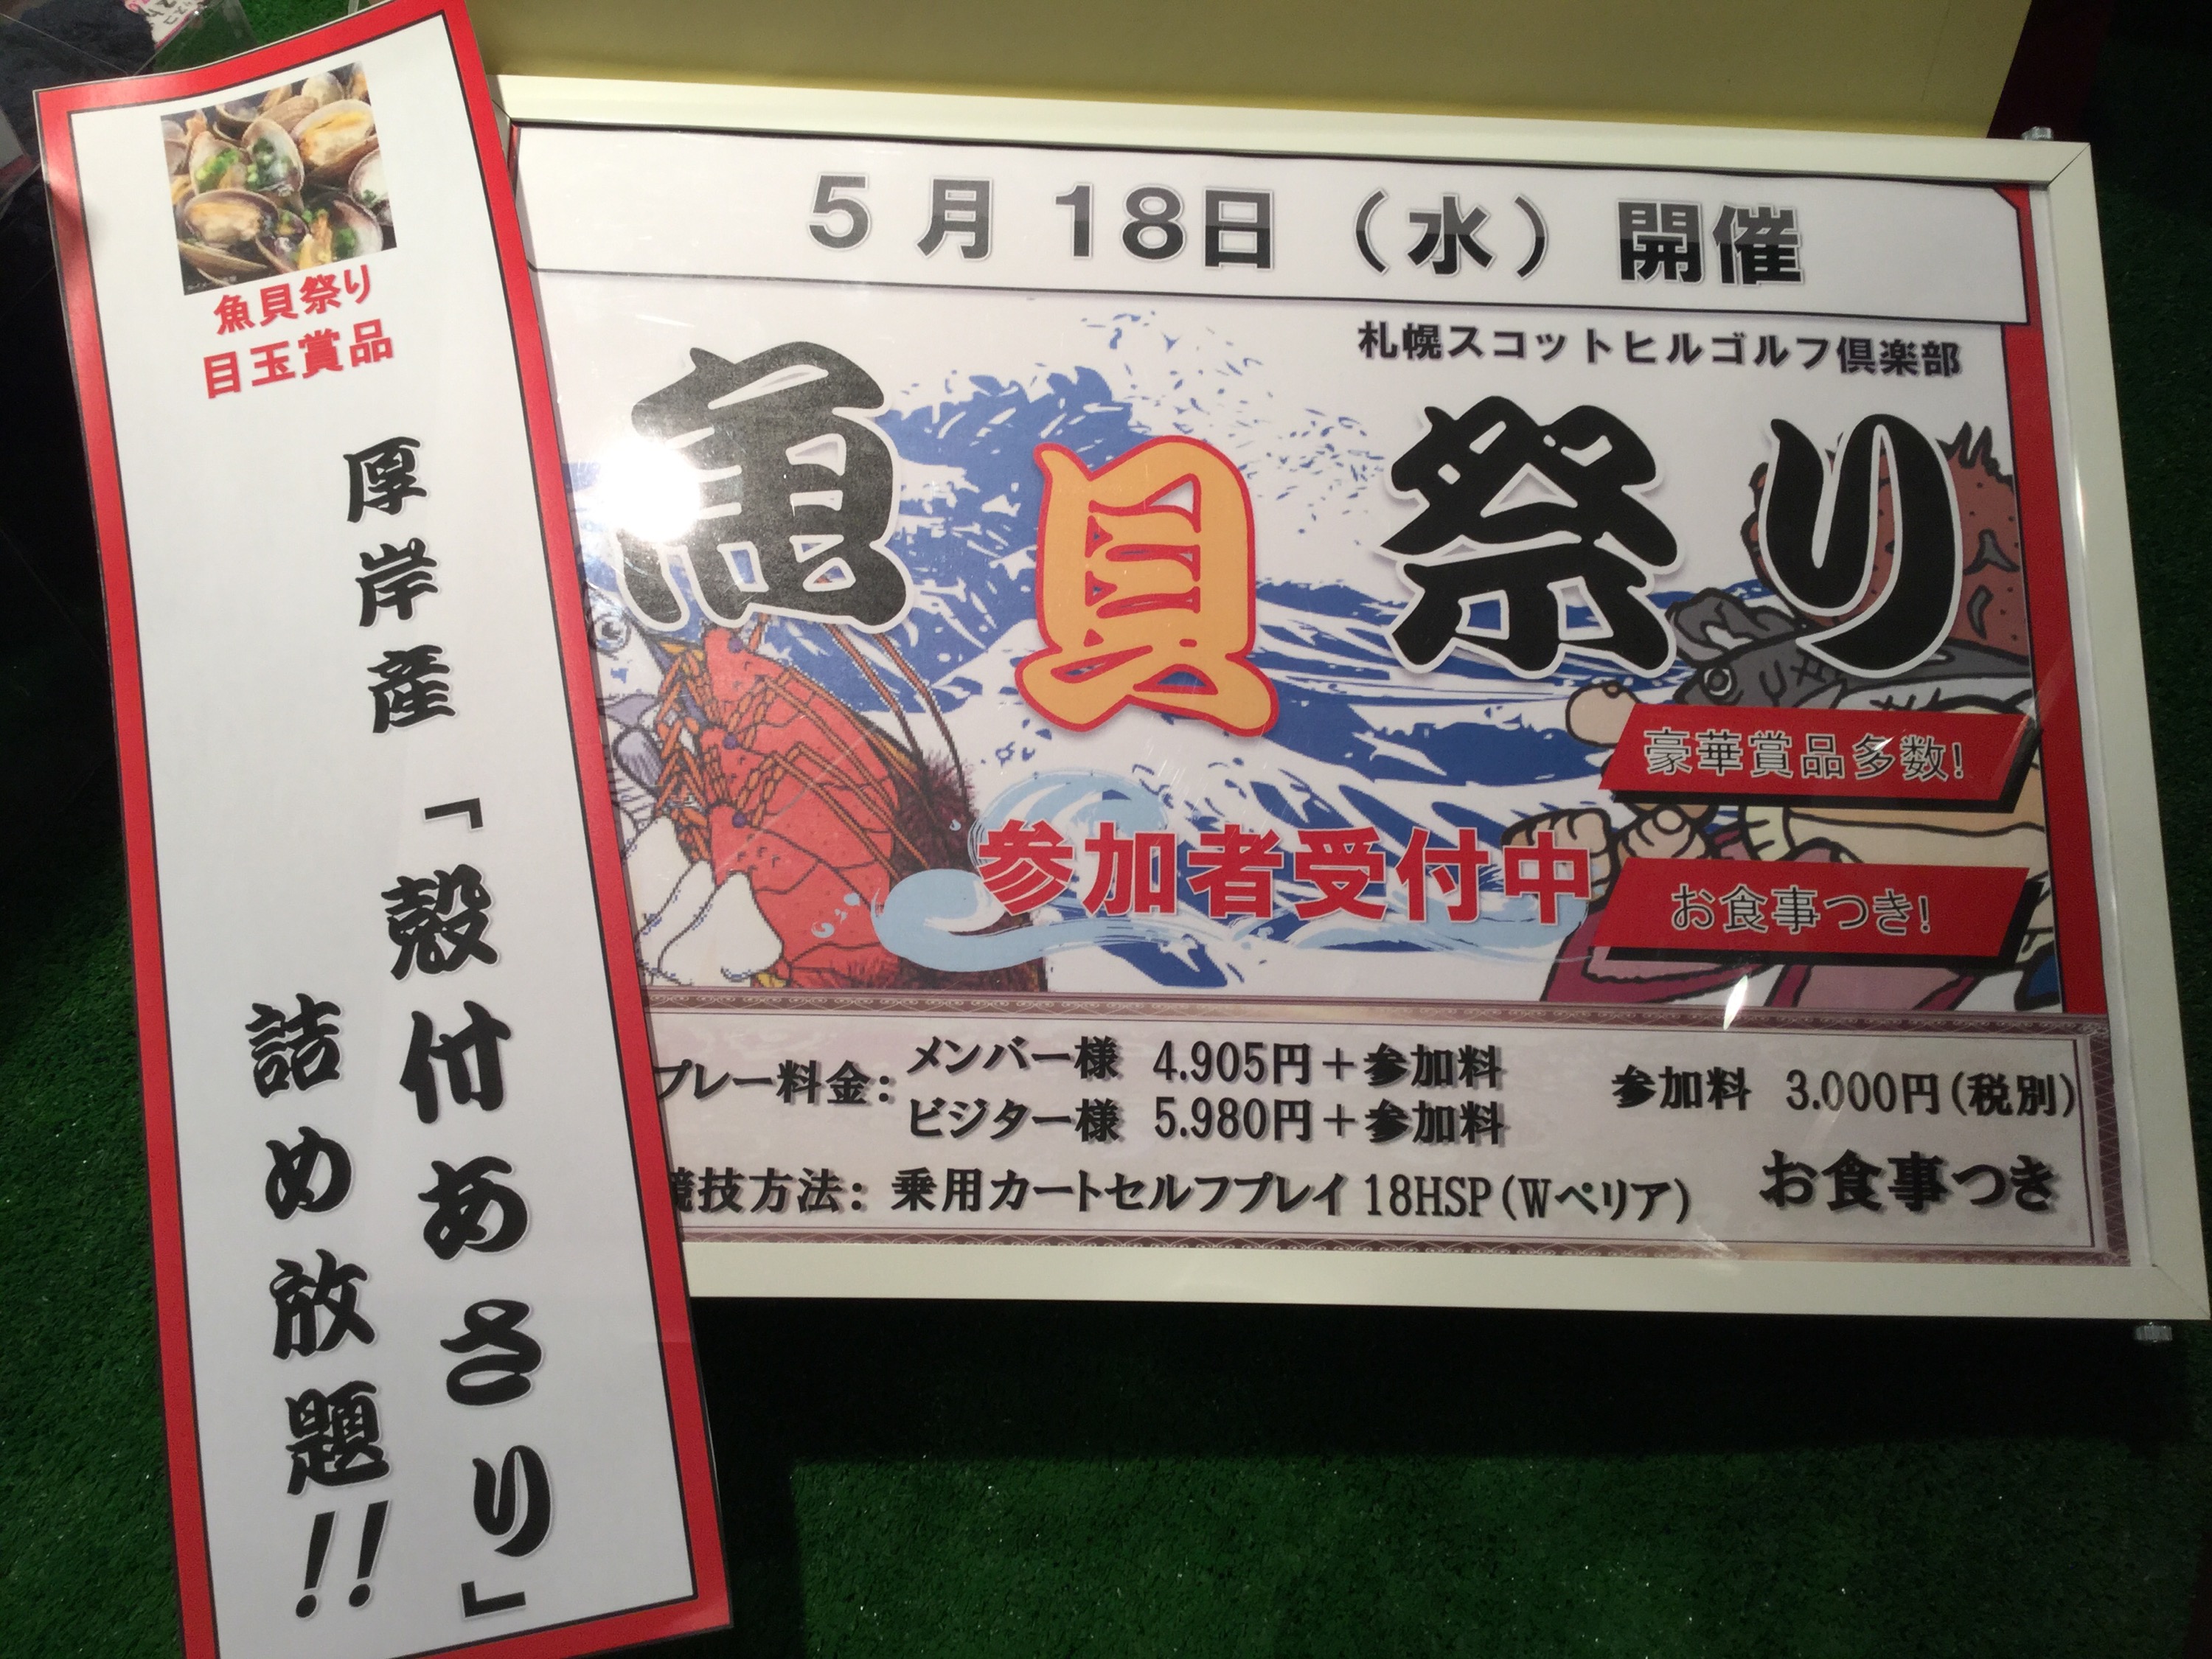 魚貝祭り
目玉賞品
厚岸産「殻付あさり」
詰め放題!!
5月18日（水）開催
札幌スコットヒルゴルフ倶楽部
魚貝祭り
豪華賞品多数!
参加者受付中
お食事つき!
プレー料金：メンバー様 4.905円＋参加料
ビジター様 5.980円＋参加料
参加料 3.000円（税別）
競技方法：乗用カートセルフプレイ 18HSP（Wペリア）
お食事つき